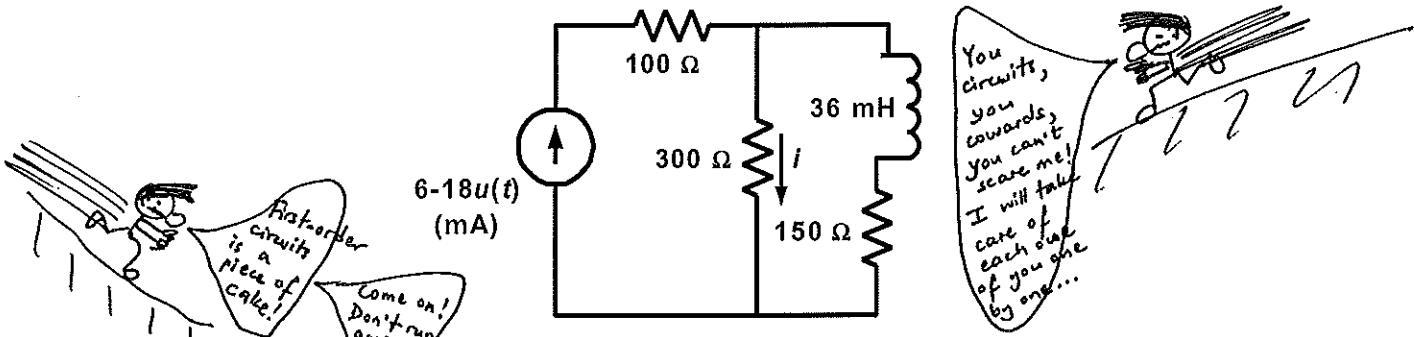 100 Ω
36 mH
300 Ω
i
6-18u(t)
(mA)
150 Ω
First-order
circuits
is a
piece of
cake!
Come on!
Don't run
You
circuits,
you
cowards,
you can't
scare me!
I will take
care of
each one
of you one
by one...